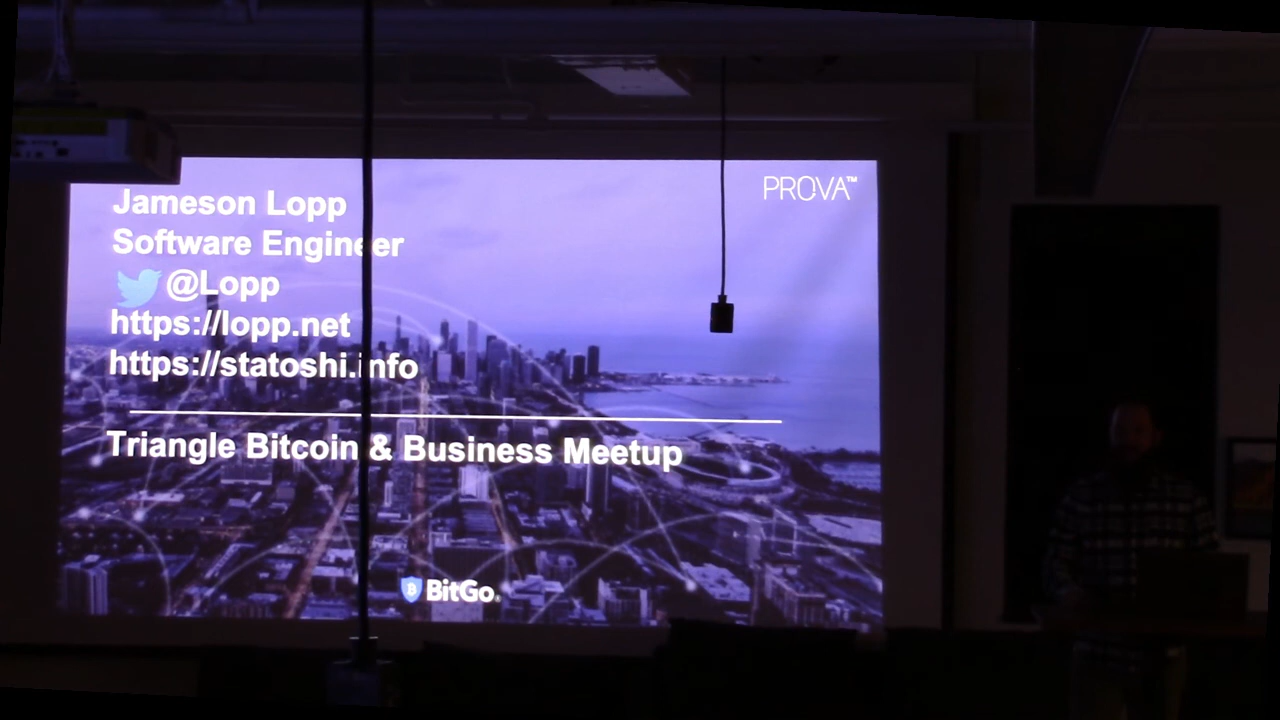 PROVA™
Jameson Lopp
Software Engineer
@Lopp
https://lopp.net
https://statoshi.info
Triangle Bitcoin & Business Meetup
BitGo